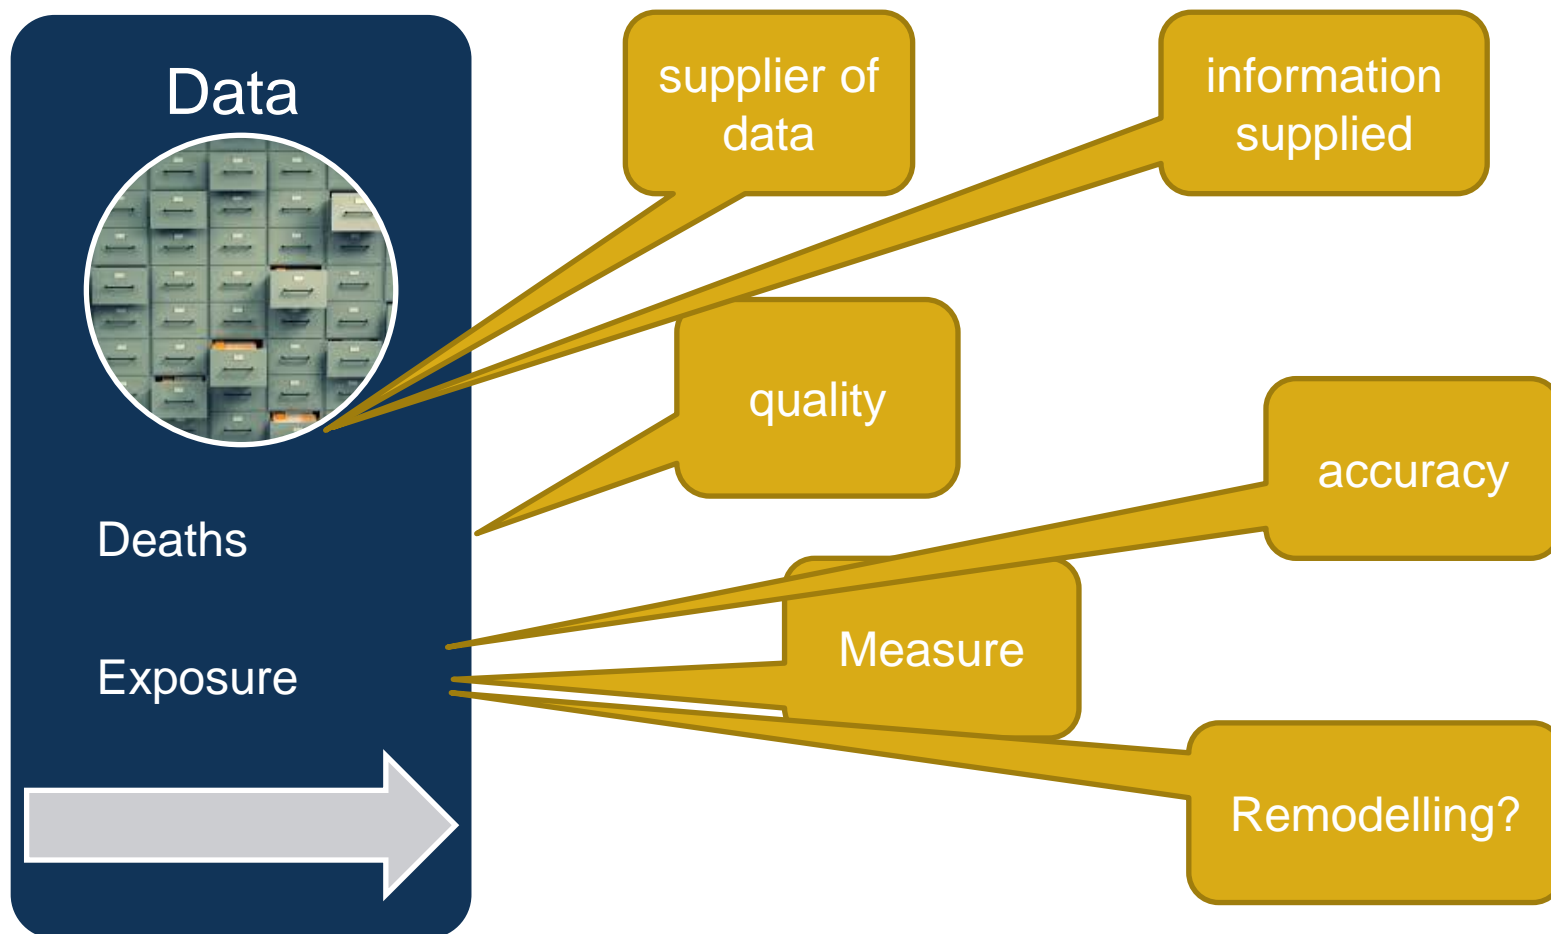 Data
Deaths
Exposure
supplier of
data
information
supplied
quality
accuracy
Measure
Remodelling?